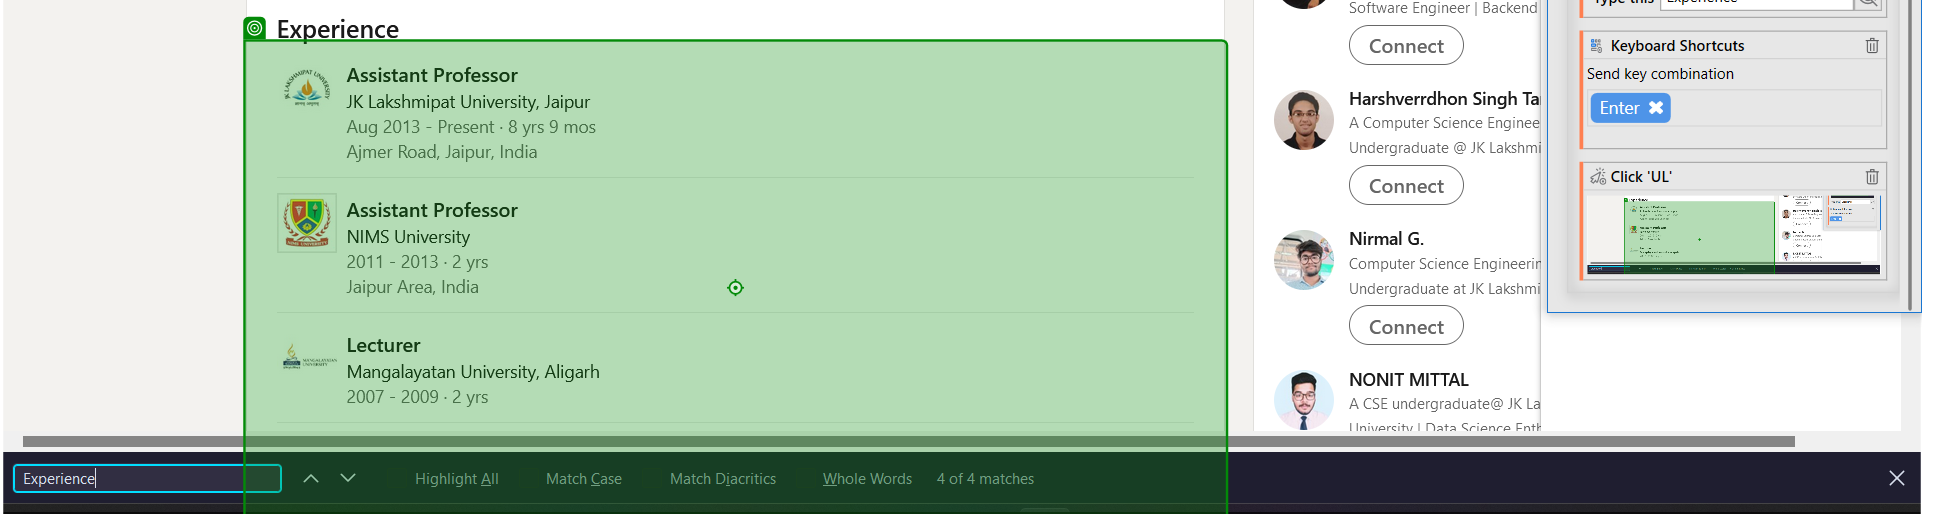 Experience
Assistant Professor
JK Lakshmipat University, Jaipur
Aug 2013 - Present · 8 yrs 9 mos
Ajmer Road, Jaipur, India
Assistant Professor
NIMS University
2011 - 2013 · 2 yrs
Jaipur Area, India
Lecturer
Mangalayatan University, Aligarh
2007 - 2009 · 2 yrs
Software Engineer | Backend
Connect
Harshverrdhon Singh Ta
A Computer Science Enginee
Undergraduate @ JK Lakshmi
Connect
Nirmal G.
Computer Science Engineerin
Undergraduate at JK Lakshmi
Connect
NONIT MITTAL
A CSE undergraduate@ JK La
University | Data Science Enth
Type this Experience
Keyboard Shortcuts
Send key combination
Enter
Click 'UL'
Experience Highlight All Match Case Match Diacritics Whole Words 4 of 4 matches